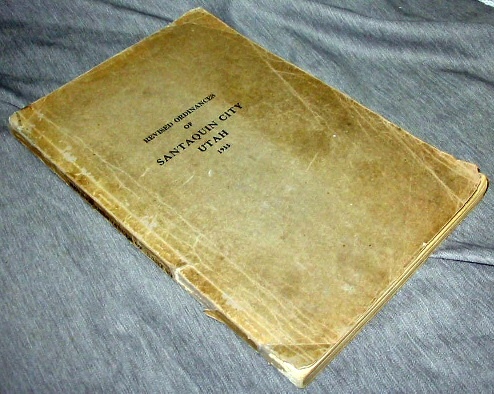 REVISED ORDINANCES
OF
SANTAQUIN CITY
UTAH